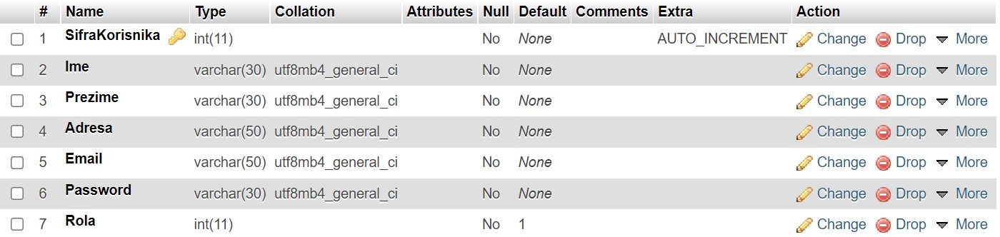 # Name Type Collation Attributes Null Default Comments Extra Action
1 SifraKorisnika int(11) No None AUTO_INCREMENT Change Drop More
2 Ime varchar(30) utf8mb4_general_ci No None Change Drop More
3 Prezime varchar(30) utf8mb4_general_ci No None Change Drop More
4 Adresa varchar(50) utf8mb4_general_ci No None Change Drop More
5 Email varchar(50) utf8mb4_general_ci No None Change Drop More
6 Password varchar(30) utf8mb4_general_ci No None Change Drop More
7 Rola int(11) No 1 Change Drop More